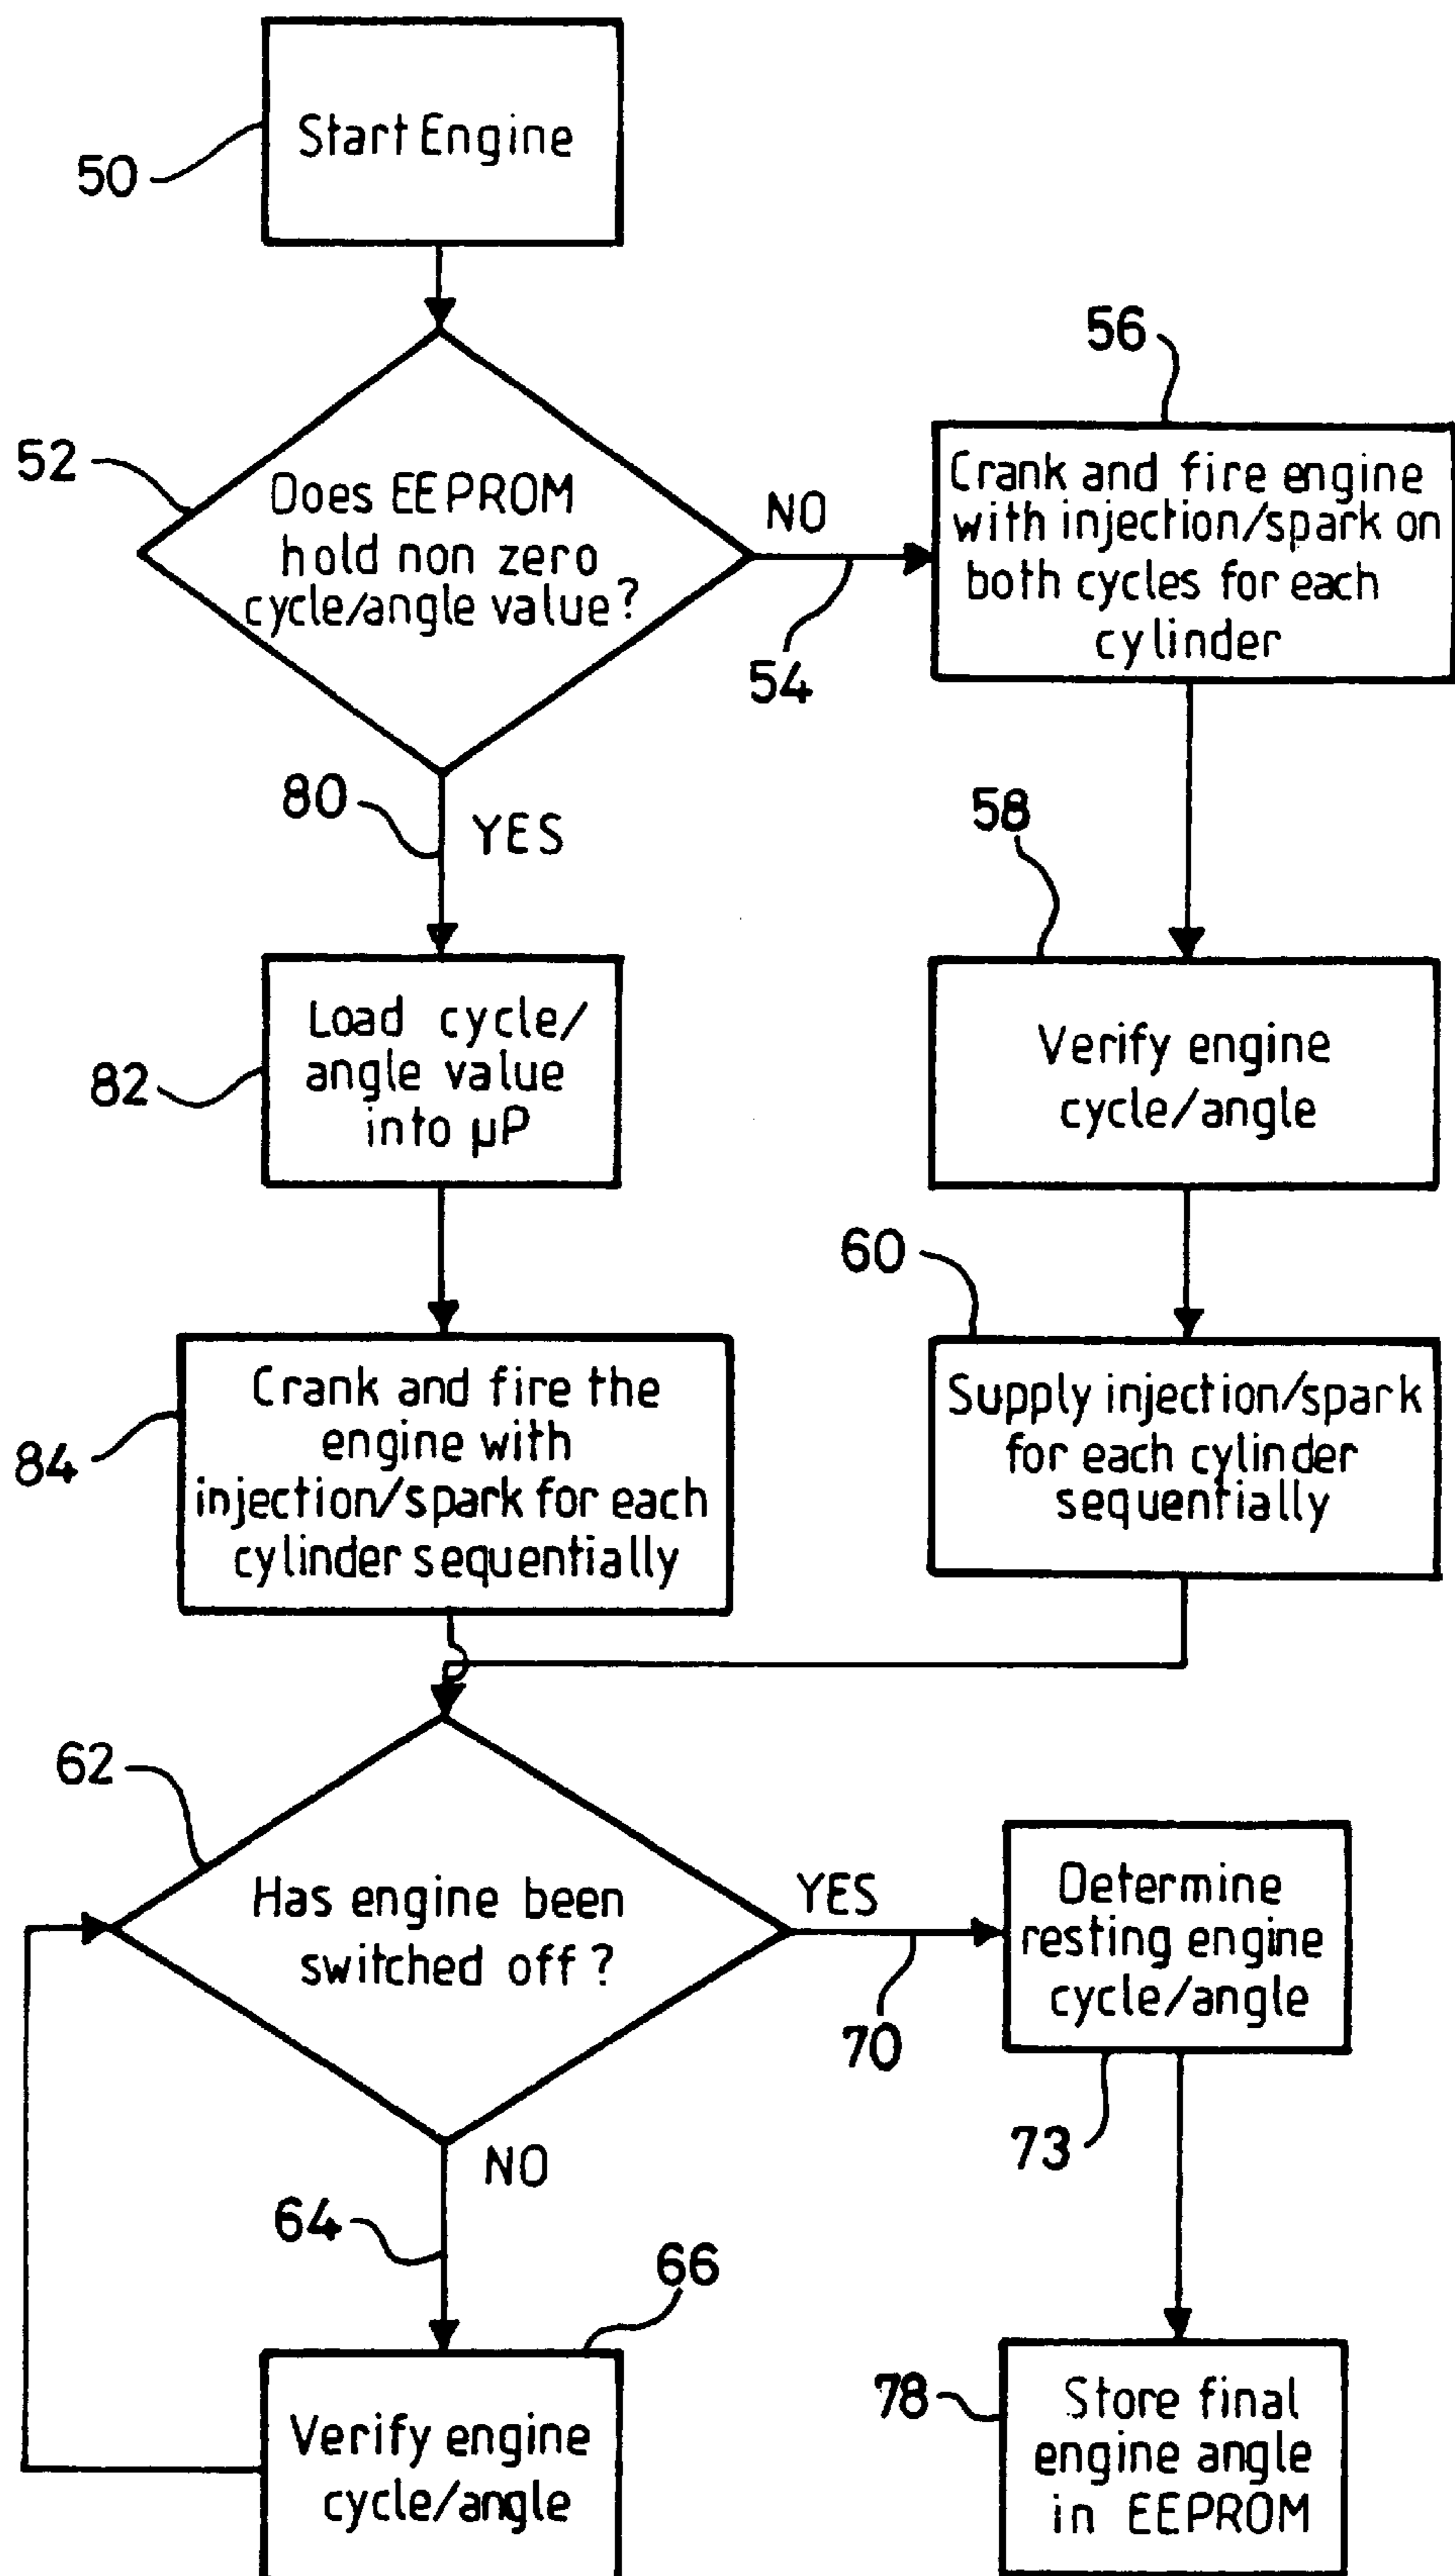 Start Engine
50
56
52
Does EEPROM
hold non zero
cycle/angle value?
NO
54
Crank and fire engine
with injection/spark on
both cycles for each
cylinder
80
YES
58
82
Load cycle/
angle value
into µP
Verify engine
cycle/angle
60
84
Crank and fire the
engine with
injection/spark for each
cylinder sequentially
Supply injection/spark
for each cylinder
sequentially
62
Has engine been
switched off?
YES
70
Determine
resting engine
cycle/angle
73
NO
64
66
Verify engine
cycle/angle
78
Store final
engine angle
in EEPROM